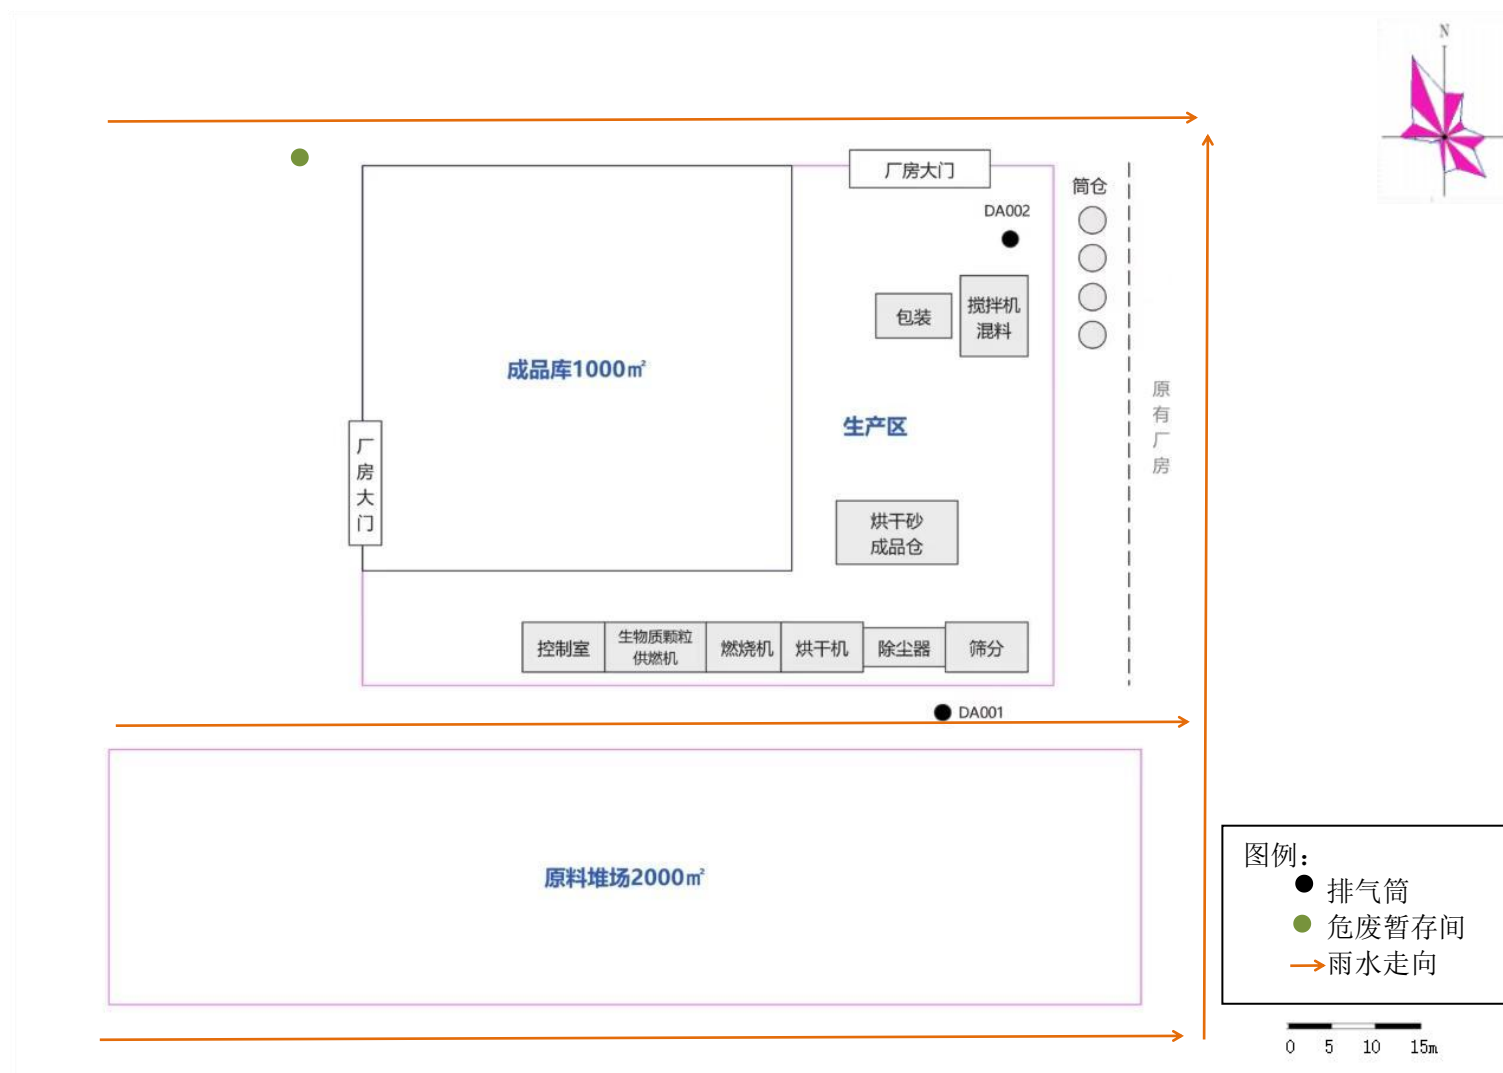 N
厂房大门
筒仓
DA002
包装
搅拌机
混料
成品库1000㎡
原有厂房
生产区
厂房大门
烘干砂
成品仓
控制室
生物质颗粒
供燃机
燃烧机
烘干机
除尘器
筛分
DA001
原料堆场2000㎡
图例：
排气筒
危废暂存间
雨水走向
0 5 10 15m